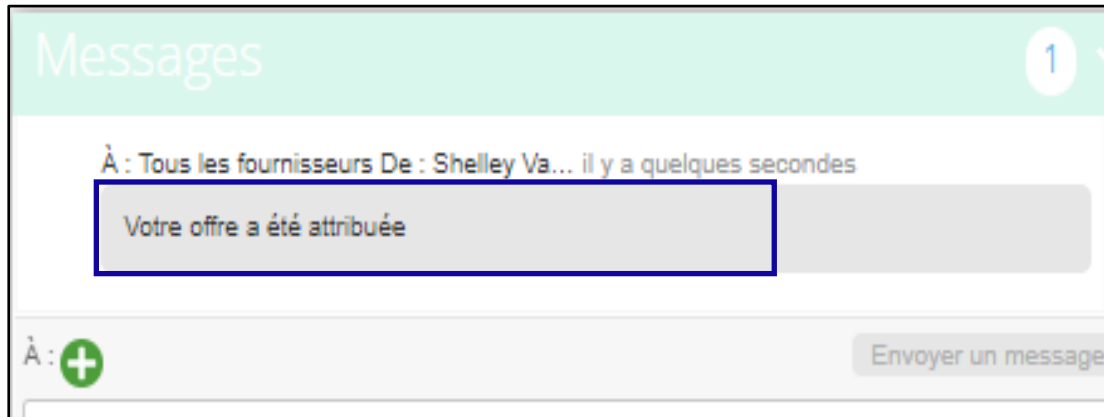 Messages
1
À : Tous les fournisseurs De : Shelley Va... il y a quelques secondes
Votre offre a été attribuée
À :
Envoyer un message